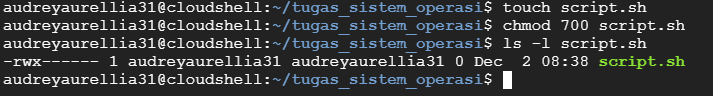 audreyaurellia31@cloudshell:~/tugas_sistem_operasi$ touch script.sh
audreyaurellia31@cloudshell:~/tugas_sistem_operasi$ chmod 700 script.sh
audreyaurellia31@cloudshell:~/tugas_sistem_operasi$ ls -l script.sh
-rwx------ 1 audreyaurellia31 audreyaurellia31 0 Dec  2 08:38 script.sh
audreyaurellia31@cloudshell:~/tugas_sistem_operasi$